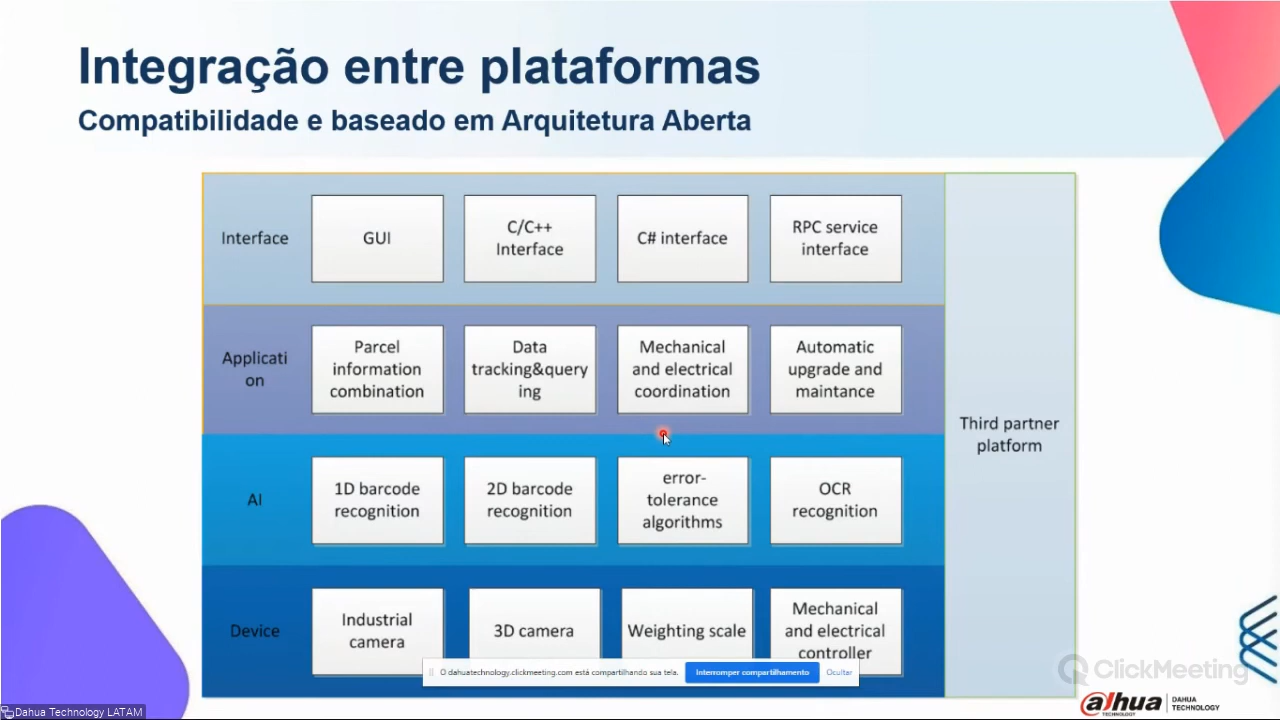 Integração entre plataformas
Compatibilidade e baseado em Arquitetura Aberta
Interface
GUI
C/C++
Interface
C# interface
RPC service
interface
Applicati
on
Parcel
information
combination
Data
tracking&query
ing
Mechanical
and electrical
coordination
Automatic
upgrade and
maintance
Third partner
platform
AI
1D barcode
recognition
2D barcode
recognition
error-
tolerance
algorithms
OCR
recognition
Device
Industrial
camera
3D camera
Weighting scale
Mechanical
and electrical
controller
O dahuatechnology.clickmeeting.com está compartilhando sua tela.
Interromper compartilhamento
Ocultar
ClickMeeting
alhua
TECHNOLOGY
DAHUA
TECHNOLOGY
Dahua Technology LATAM